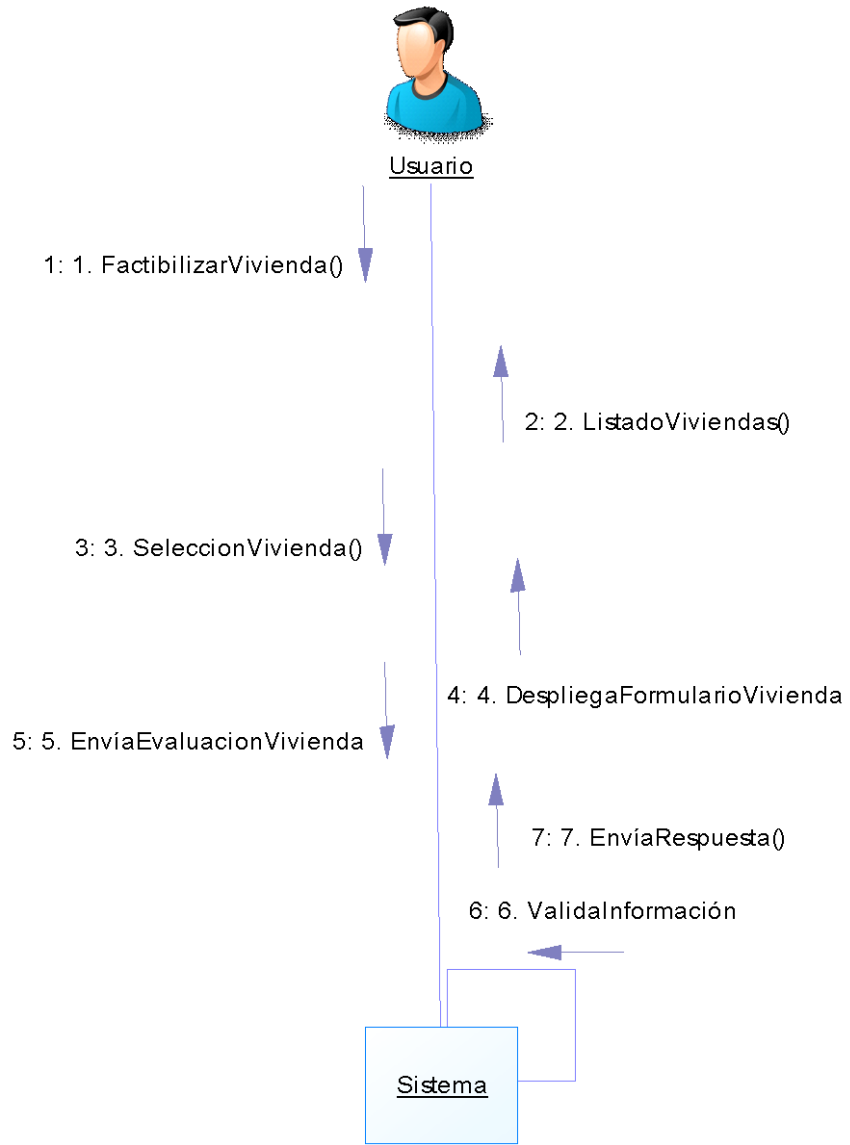 Usuario
1: 1. FactibilizarVivienda()
2: 2. ListadoViviendas()
3: 3. SeleccionVivienda()
4: 4. DespliegaFormularioVivienda
5: 5. EnvíaEvaluacionVivienda
7: 7. EnvíaRespuesta()
6: 6. ValidaInformación
Sistema